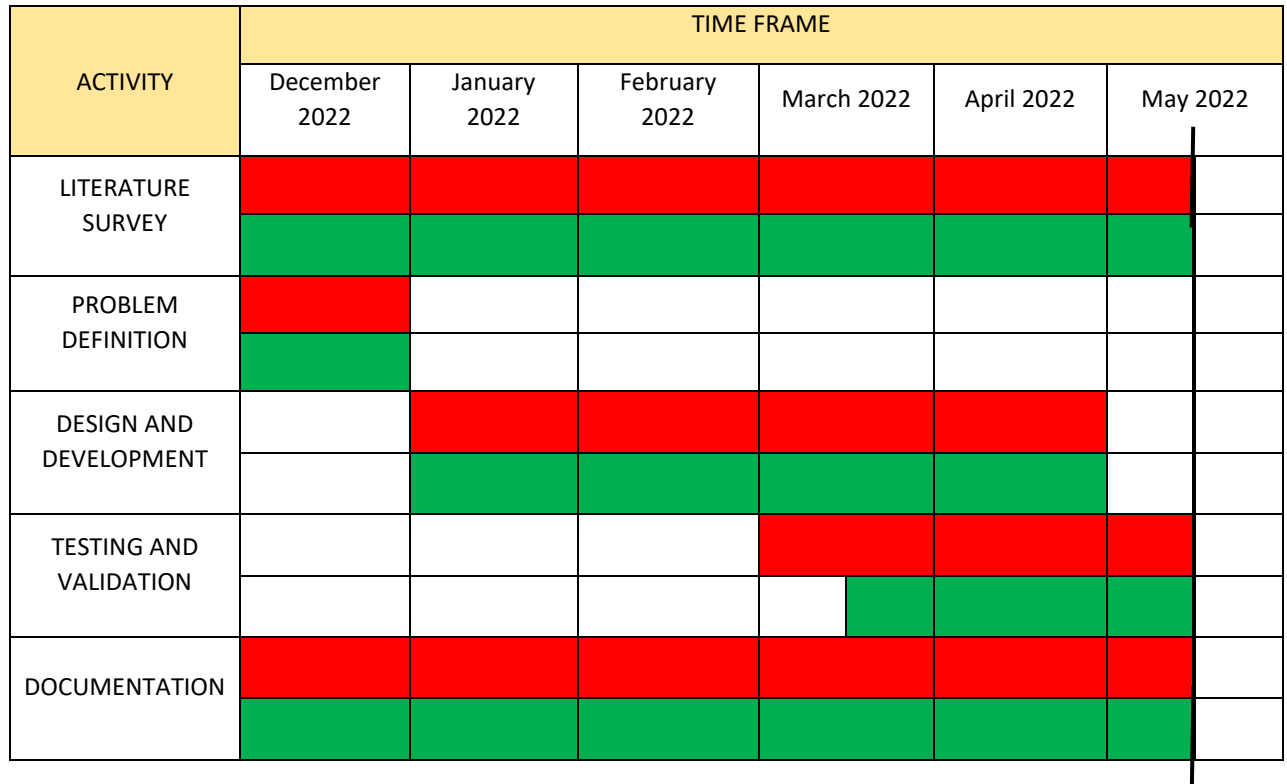 TIME FRAME
ACTIVITY
December
2022
January
2022
February
2022
March 2022
April 2022
May 2022
LITERATURE
SURVEY
PROBLEM
DEFINITION
DESIGN AND
DEVELOPMENT
TESTING AND
VALIDATION
DOCUMENTATION